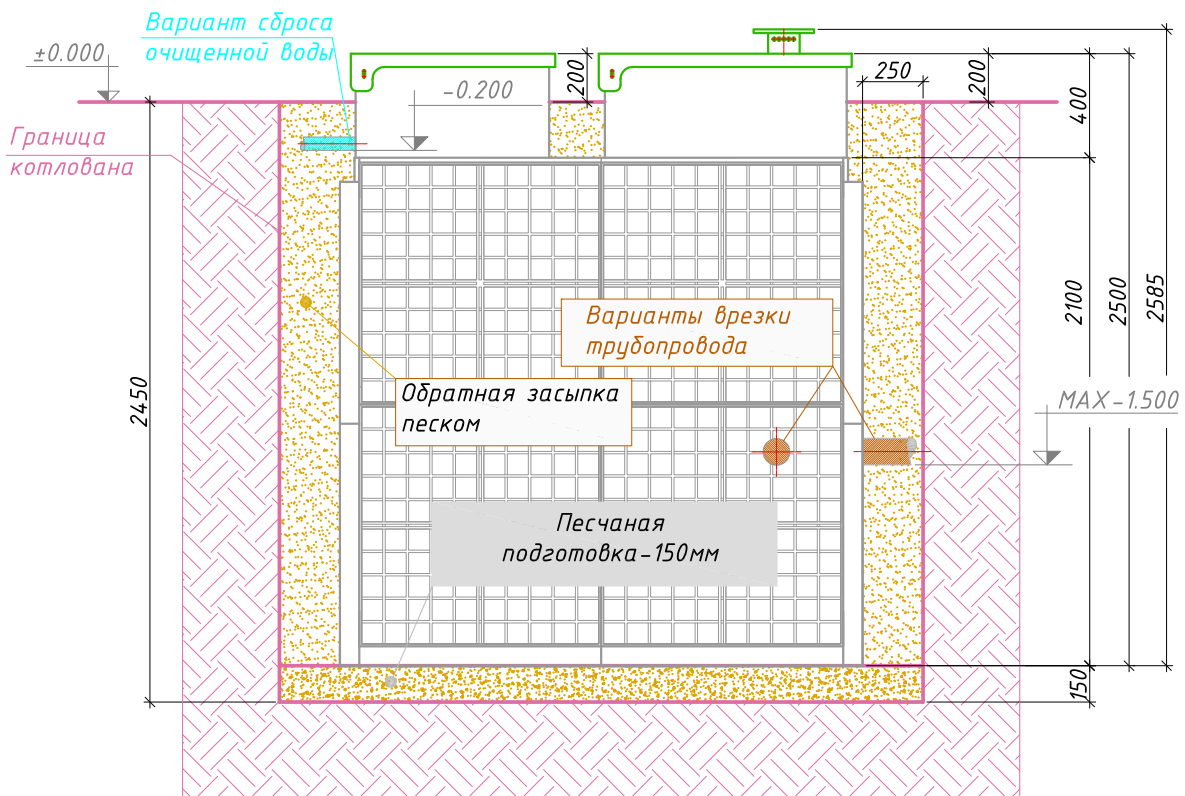 Вариант сброса
очищенной воды
±0.000
-0.200
200
250
200
400
Граница
котлована
2100
2500
2585
Варианты врезки
трубопровода
2450
Обратная засыпка
песком
MAX-1.500
Песчаная
подготовка-150мм
150